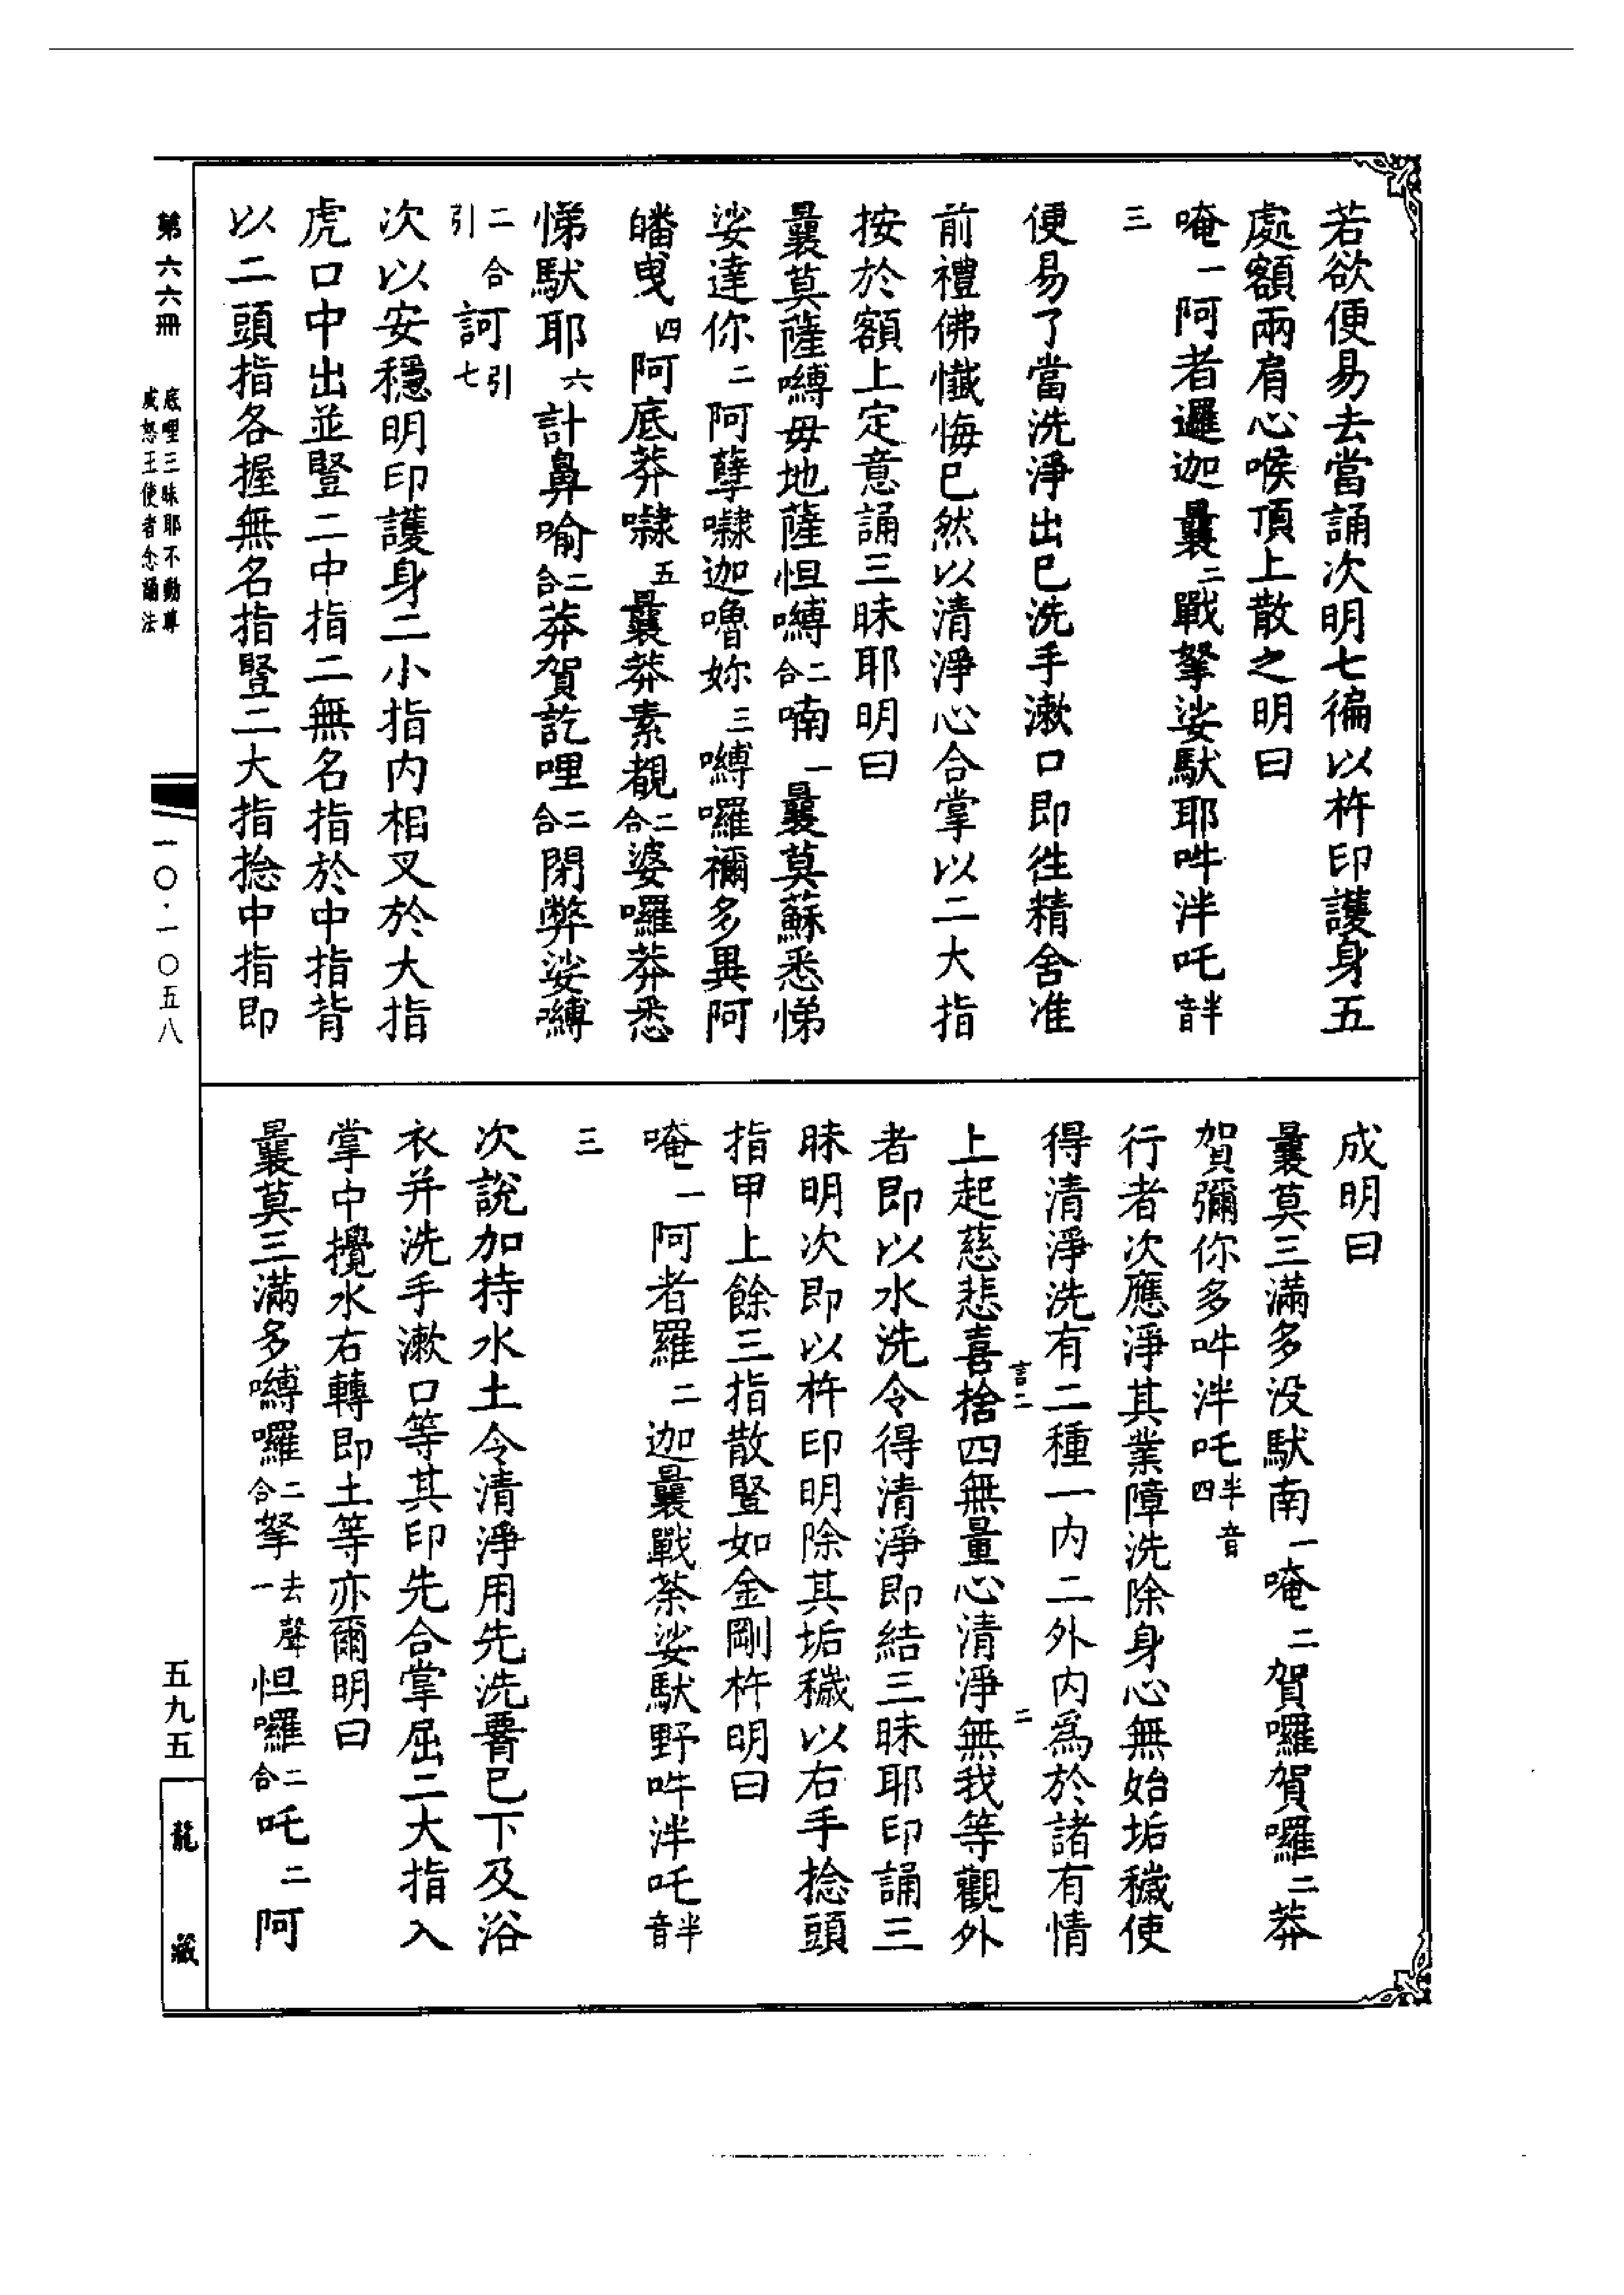 若欲便易去當誦次明七徧以杵印護身五
處額兩肩心喉頂上散之明曰
唵一阿者邏迦曩二戰拏娑馱耶吽泮吒半音
三
便易了當洗淨出已洗手漱口即徃精舍准
前禮佛懺悔已然以清淨心合掌以二大指
按於額上定意誦三昧耶明曰
曩莫薩嚩毋地薩怛嚩二合喃一曩莫蘇悉悌
娑達你二阿孽㘑迦嚕妳三嚩囉禰多異阿
皤曳四阿底莽㘑五曩莽素覩二合婆囉莽悉
悌馱耶六計鼻喻二合莽賀訖哩二合閉弊娑嚩
二合引訶引七
次以安穩明印護身二小指内相叉於大指
虎口中出並豎二中指二無名指於中指背
以二頭指各握無名指豎二大指捻中指即
成明曰
曩莫三滿多没馱南一唵二賀囉賀囉二莽
賀彌你多吽泮吒半音四
行者次應淨其業障洗除身心無始垢穢使
得清淨洗有二種一内二外内爲於諸有情
言二 二
上起慈悲喜捨四無量心清淨無我等觀外
者即以水洗令得清淨即結三昧耶印誦三
昧明次即以杵印明除其垢穢以右手捻頭
指甲上餘三指散豎如金剛杵明曰
唵一阿者羅二迦曩戰荼娑馱野吽泮吒半音
三
次說加持水土令清淨用先洗䏶已下及浴
衣并洗手漱口等其印先合掌屈二大指入
掌中攪水右轉即土等亦爾明曰
曩莫三滿多嚩囉二合拏去聲一怛囉二合吒二阿
第六六冊
底哩三昧耶不動尊
威怒王使者念誦法
一〇·一〇五八
五九五
龍藏